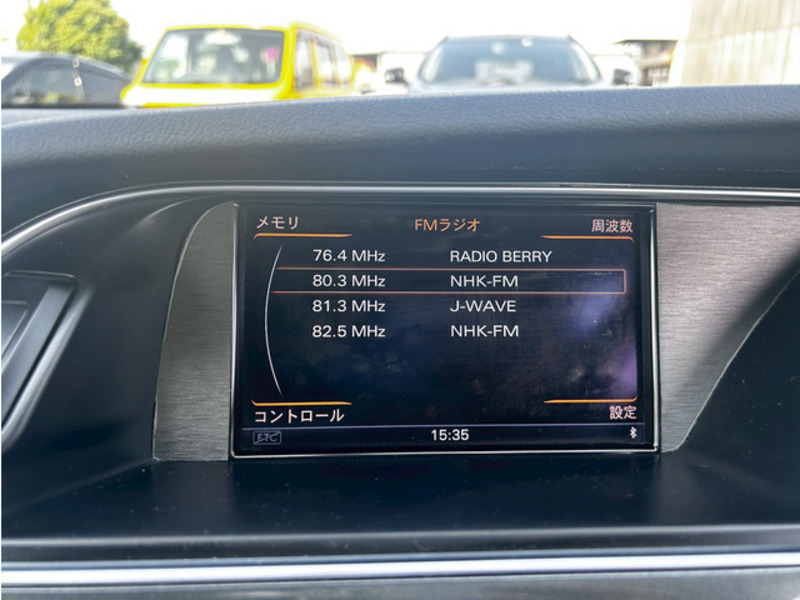 メモリ FMラジオ 周波数
76.4 MHz RADIO BERRY
80.3 MHz NHK-FM
81.3 MHz J-WAVE
82.5 MHz NHK-FM
コントロール 設定
ETC 15:35